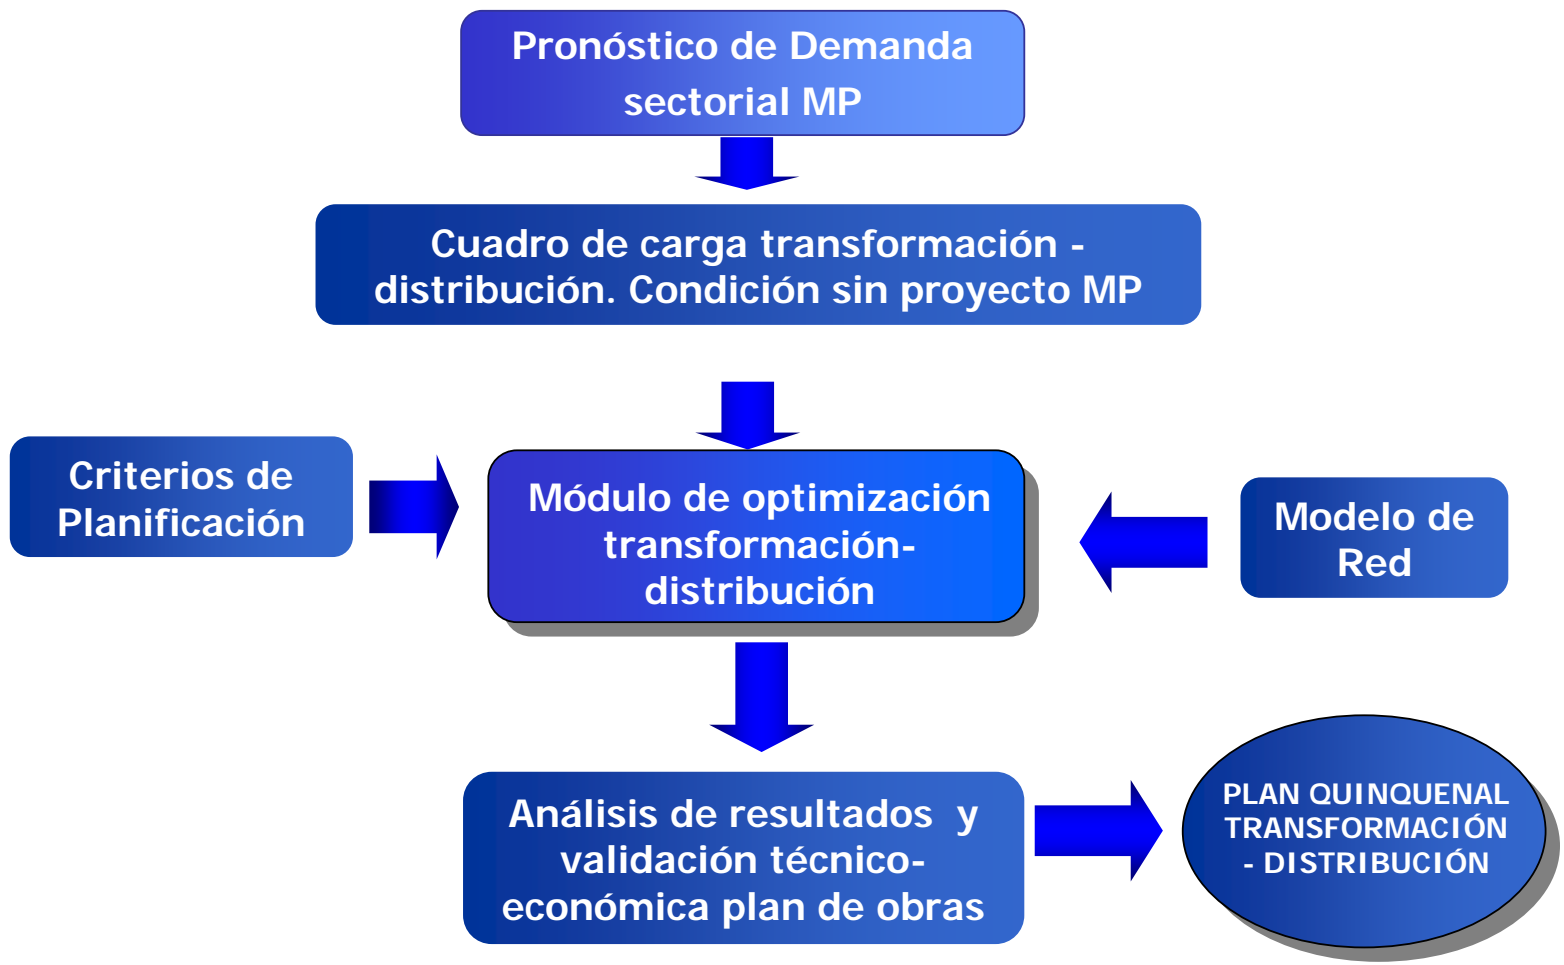 Pronóstico de Demanda
sectorial MP
Cuadro de carga transformación -
distribución. Condición sin proyecto MP
Criterios de
Planificación
Módulo de optimización
transformación-
distribución
Modelo de
Red
Análisis de resultados y
validación técnico-
económica plan de obras
PLAN QUINQUENAL
TRANSFORMACIÓN
- DISTRIBUCIÓN